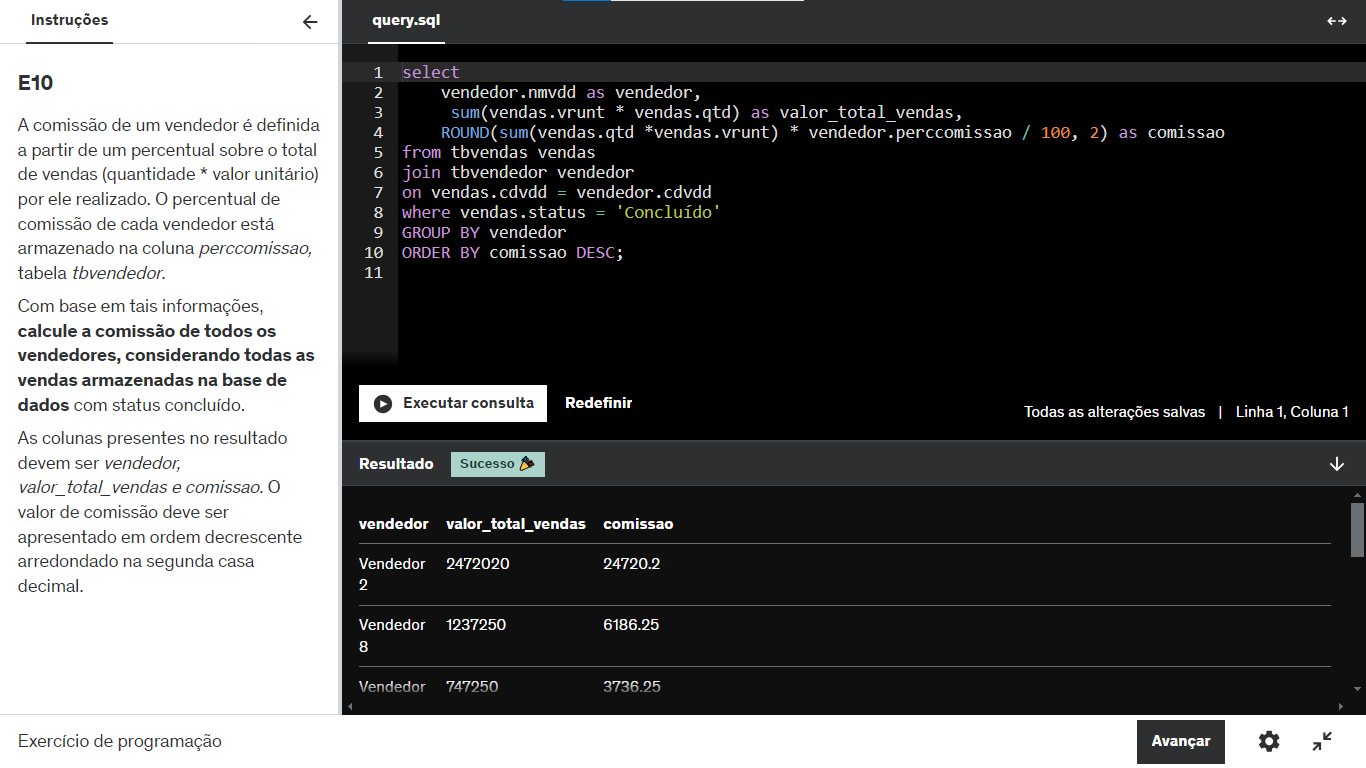 Instruções
E10
A comissão de um vendedor é definida
a partir de um percentual sobre o total
de vendas (quantidade * valor unitário)
por ele realizado. O percentual de
comissão de cada vendedor está
armazenado na coluna perccomissao,
tabela tbvendedor.
Com base em tais informações,
calcule a comissão de todos os
vendedores, considerando todas as
vendas armazenadas na base de
dados com status concluído.
As colunas presentes no resultado
devem ser vendedor,
valor_total_vendas e comissao. O
valor de comissão deve ser
apresentado em ordem decrescente
arredondado na segunda casa
decimal.
query.sql
1 select
2 vendedor.nmvdd as vendedor,
3 sum(vendas.vrunt * vendas.qtd) as valor_total_vendas,
4 ROUND(sum(vendas.qtd *vendas.vrunt) * vendedor.perccomissao / 100, 2) as comissao
5 from tbvendas vendas
6 join tbvendedor vendedor
7 on vendas.cdvdd = vendedor.cdvdd
8 where vendas.status = 'Concluído'
9 GROUP BY vendedor
10 ORDER BY comissao DESC;
11
Executar consulta Redefinir
Todas as alterações salvas | Linha 1, Coluna 1
Resultado Sucesso
vendedor valor_total_vendas comissao
Vendedor 2472020 24720.2
2
Vendedor 1237250 6186.25
8
Vendedor 747250 3736.25
Exercício de programação
Avançar